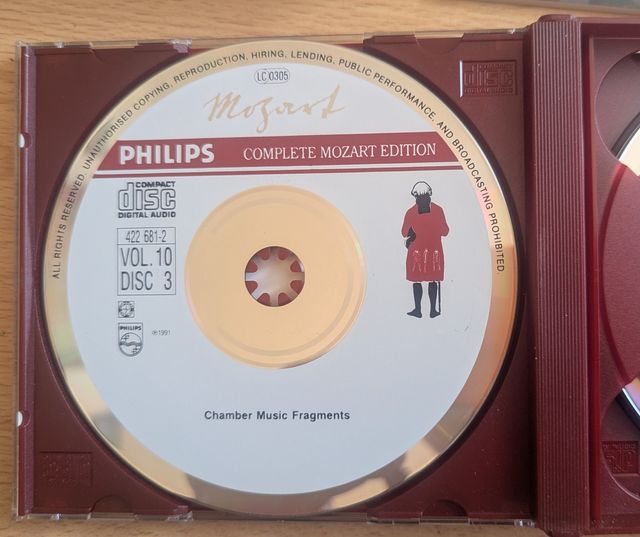 ALL RIGHTS RESERVED. UNAUTHORISED COPYING, REPRODUCTION, HIRING, LENDING, PUBLIC PERFORMANCE, AND BROADCASTING PROHIBITED.
LC 0305
Mozart
PHILIPS COMPLETE MOZART EDITION
COMPACT
disc
DIGITAL AUDIO
422 681-2
VOL. 10
DISC 3
PHILIPS
℗1991
Chamber Music Fragments
disc